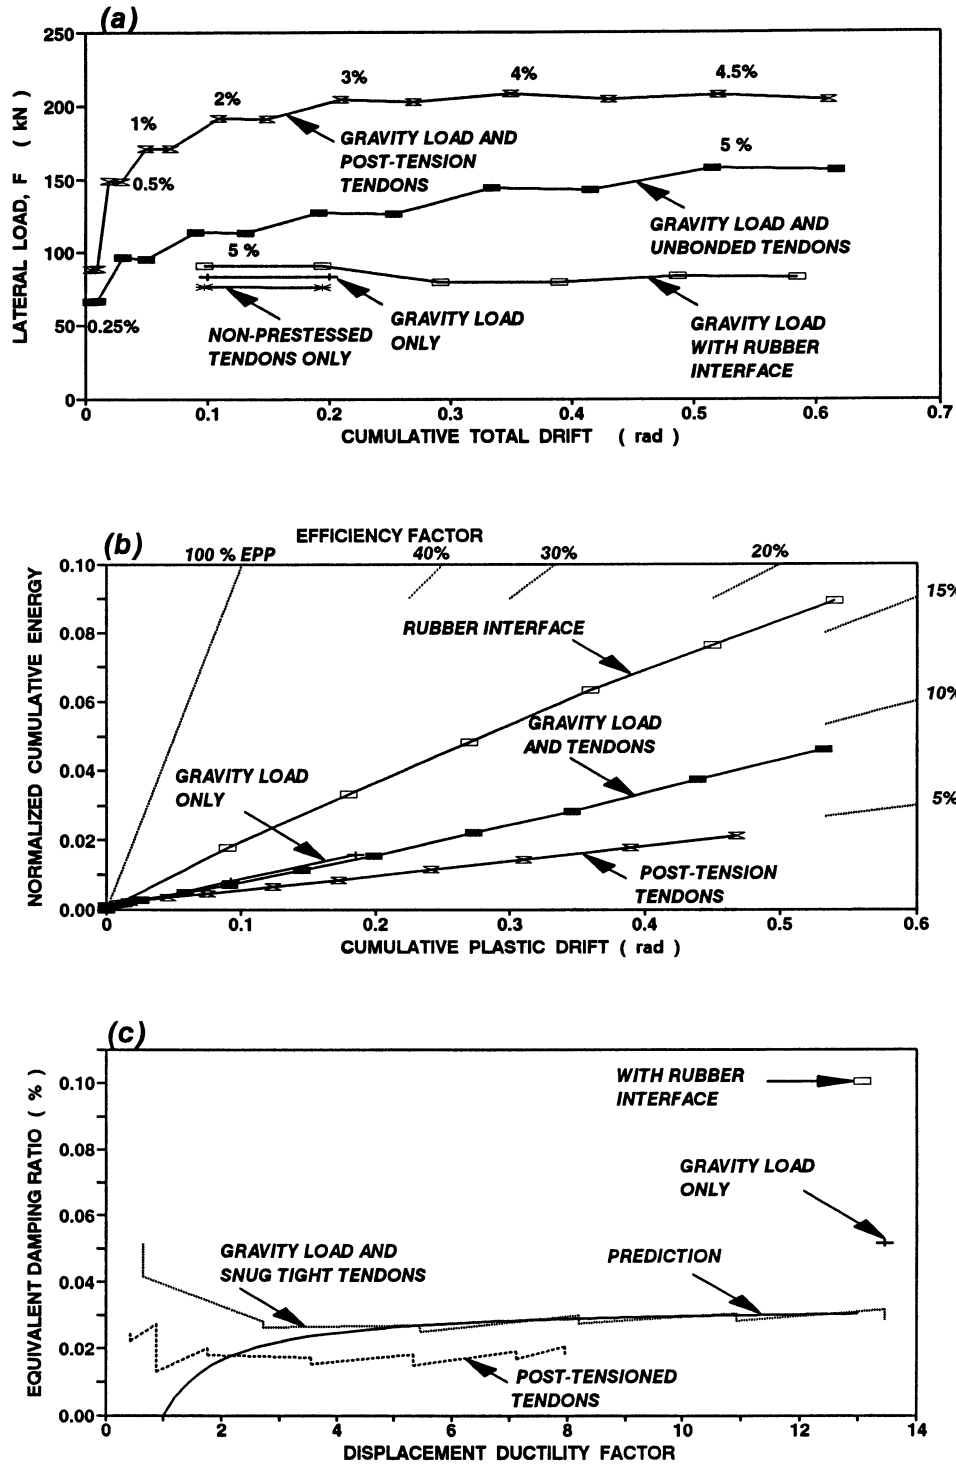 (a)
250
200
150
100
50
0
LATERAL LOAD, F ( kN )
0.25%
0.5%
1%
2%
3%
4%
4.5%
5 %
5 %
GRAVITY LOAD AND
POST-TENSION
TENDONS
GRAVITY LOAD AND
UNBONDED TENDONS
NON-PRESTESSED
TENDONS ONLY
GRAVITY LOAD
ONLY
GRAVITY LOAD
WITH RUBBER
INTERFACE
0 0.1 0.2 0.3 0.4 0.5 0.6 0.7
CUMULATIVE TOTAL DRIFT ( rad )
(b)
EFFICIENCY FACTOR
100 % EPP 40% 30% 20%
15%
10%
5%
0.10
0.08
0.06
0.04
0.02
0.00
NORMALIZED CUMULATIVE ENERGY
RUBBER INTERFACE
GRAVITY LOAD
AND TENDONS
GRAVITY LOAD
ONLY
POST-TENSION
TENDONS
0 0.1 0.2 0.3 0.4 0.5 0.6
CUMULATIVE PLASTIC DRIFT ( rad )
(c)
0.10
0.08
0.06
0.04
0.02
0.00
EQUIVALENT DAMPING RATIO ( % )
WITH RUBBER
INTERFACE
GRAVITY LOAD
ONLY
GRAVITY LOAD AND
SNUG TIGHT TENDONS
PREDICTION
POST-TENSIONED
TENDONS
0 2 4 6 8 10 12 14
DISPLACEMENT DUCTILITY FACTOR